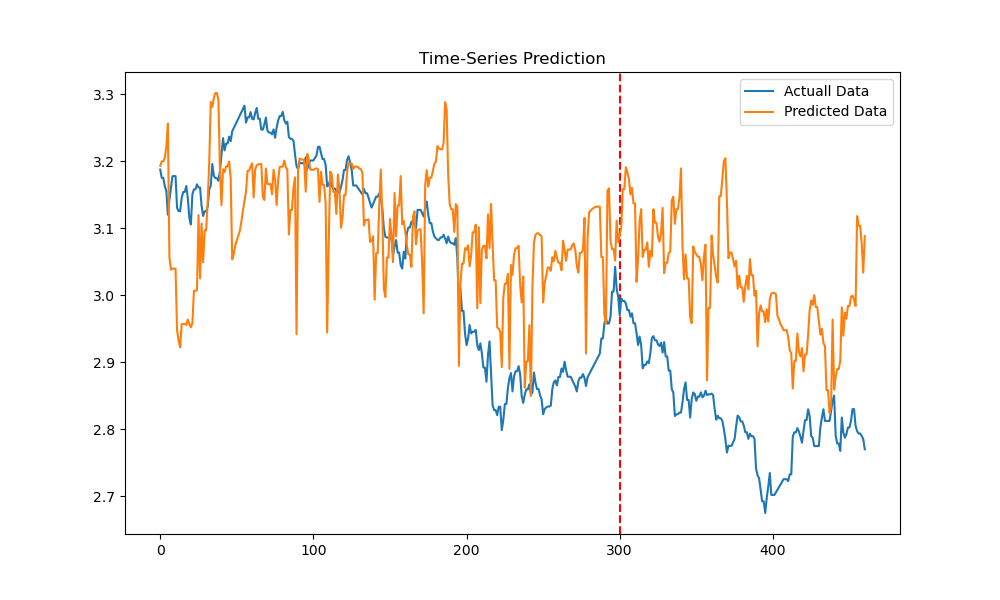 Time-Series Prediction
Actuall Data
Predicted Data
3.3
3.2
3.1
3.0
2.9
2.8
2.7
0 100 200 300 400